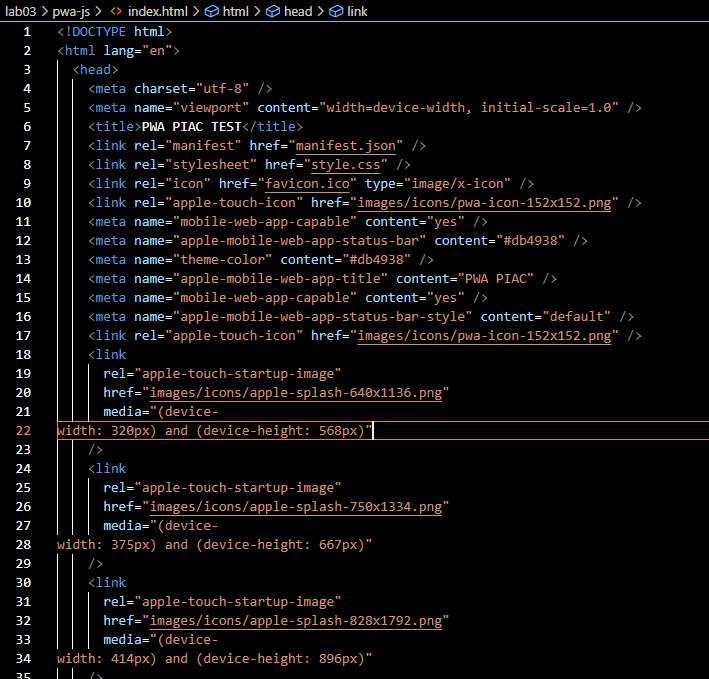 lab03 > pwa-js > <> index.html > html > head > link
1 <!DOCTYPE html>
2 <html lang="en">
3 <head>
4 <meta charset="utf-8" />
5 <meta name="viewport" content="width=device-width, initial-scale=1.0" />
6 <title>PWA PIAC TEST</title>
7 <link rel="manifest" href="manifest.json" />
8 <link rel="stylesheet" href="style.css" />
9 <link rel="icon" href="favicon.ico" type="image/x-icon" />
10 <link rel="apple-touch-icon" href="images/icons/pwa-icon-152x152.png" />
11 <meta name="mobile-web-app-capable" content="yes" />
12 <meta name="apple-mobile-web-app-status-bar" content="#db4938" />
13 <meta name="theme-color" content="#db4938" />
14 <meta name="apple-mobile-web-app-title" content="PWA PIAC" />
15 <meta name="mobile-web-app-capable" content="yes" />
16 <meta name="apple-mobile-web-app-status-bar-style" content="default" />
17 <link rel="apple-touch-icon" href="images/icons/pwa-icon-152x152.png" />
18 <link
19 rel="apple-touch-startup-image"
20 href="images/icons/apple-splash-640x1136.png"
21 media="(device-
22 width: 320px) and (device-height: 568px)"
23 />
24 <link
25 rel="apple-touch-startup-image"
26 href="images/icons/apple-splash-750x1334.png"
27 media="(device-
28 width: 375px) and (device-height: 667px)"
29 />
30 <link
31 rel="apple-touch-startup-image"
32 href="images/icons/apple-splash-828x1792.png"
33 media="(device-
34 width: 414px) and (device-height: 896px)"
35 />